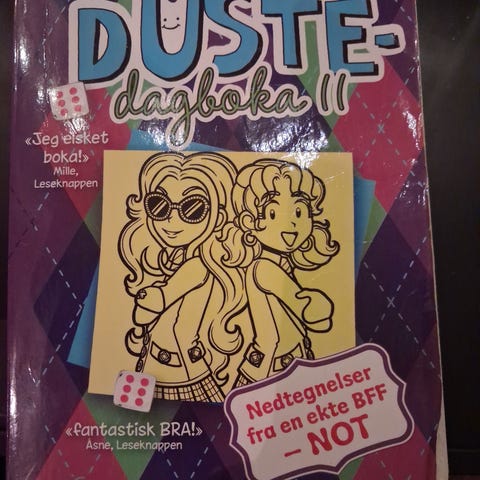 DUSTE-
dagboka 11
«Jeg elsket
boka!»
Mille,
Leseknappen
Nedtegnelser
fra en ekte BFF
– NOT
«fantastisk BRA!»
Åsne, Leseknappen